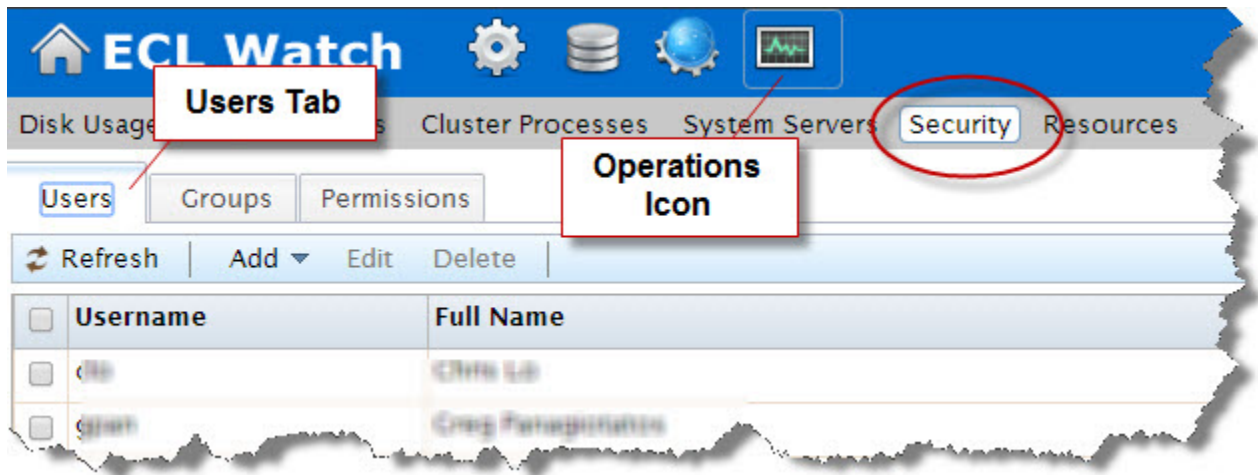 ECL Watch
Users Tab
Disk Usage s Cluster Processes System Servers Security Resources
Operations
Icon
Users Groups Permissions
Refresh Add Edit Delete
Username Full Name